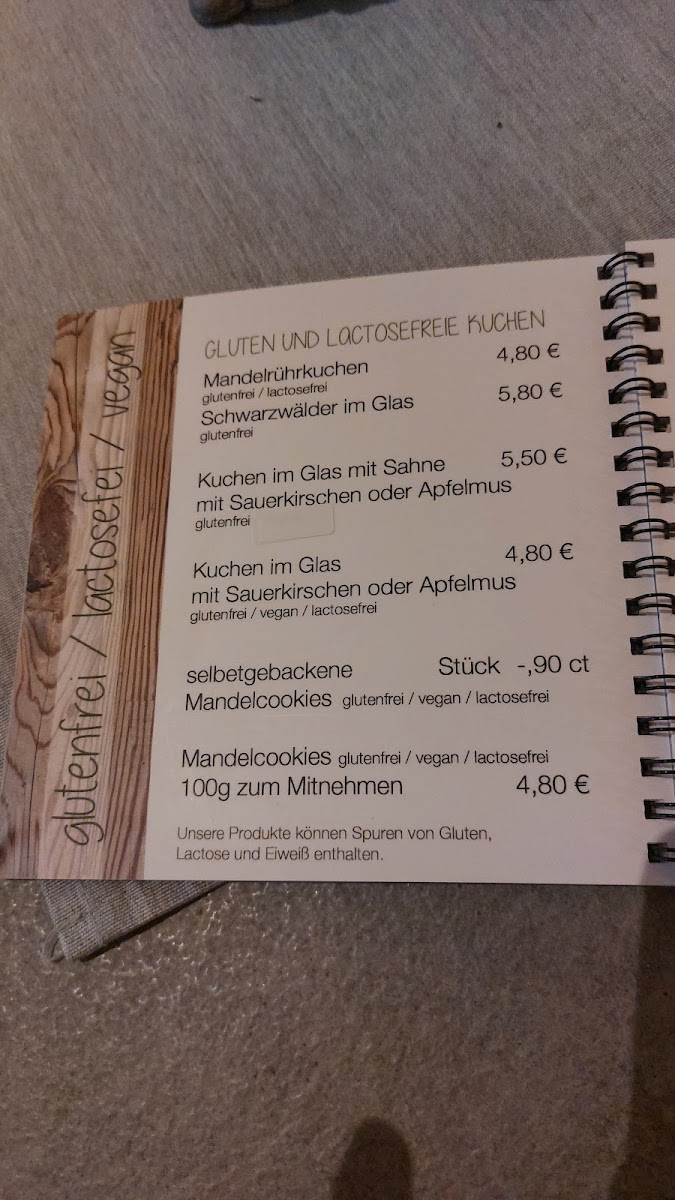 glutenfrei / lactosefei / vegan
GLUTEN UND LACTOSEFREIE KUCHEN
Mandelrührkuchen 4,80 €
glutenfrei / lactosefrei
Schwarzwälder im Glas 5,80 €
glutenfrei
Kuchen im Glas mit Sahne 5,50 €
mit Sauerkirschen oder Apfelmus
glutenfrei
Kuchen im Glas 4,80 €
mit Sauerkirschen oder Apfelmus
glutenfrei / vegan / lactosefrei
selbetgebackene Stück -,90 ct
Mandelcookies glutenfrei / vegan / lactosefrei
Mandelcookies glutenfrei / vegan / lactosefrei
100g zum Mitnehmen 4,80 €
Unsere Produkte können Spuren von Gluten,
Lactose und Eiweiß enthalten.